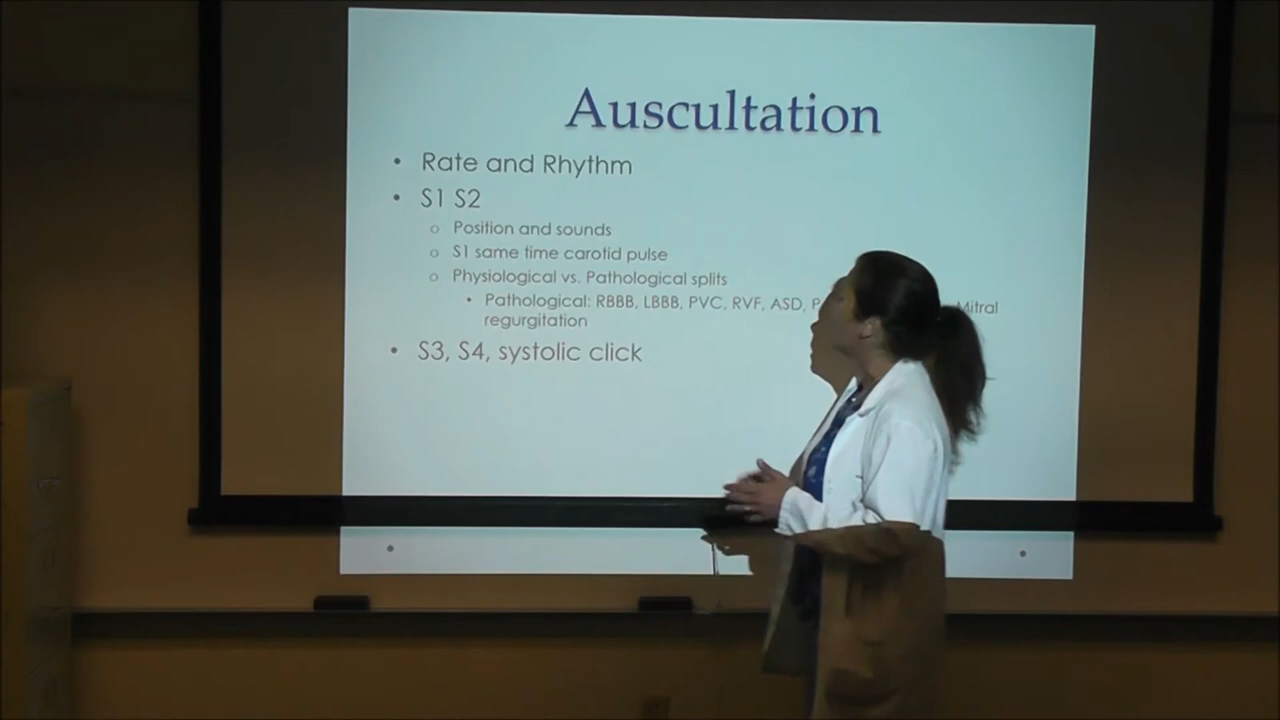 Auscultation
• Rate and Rhythm
• S1 S2
o Position and sounds
o S1 same time carotid pulse
o Physiological vs. Pathological splits
• Pathological: RBBB, LBBB, PVC, RVF, ASD, Mitral
regurgitation
• S3, S4, systolic click